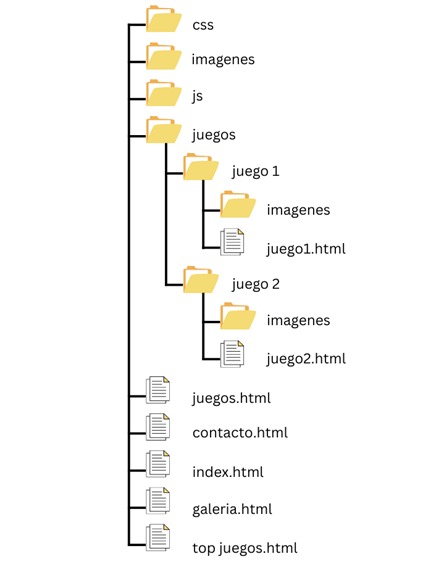 css
imagenes
js
juegos
juego 1
imagenes
juego1.html
juego 2
imagenes
juego2.html
juegos.html
contacto.html
index.html
galeria.html
top juegos.html